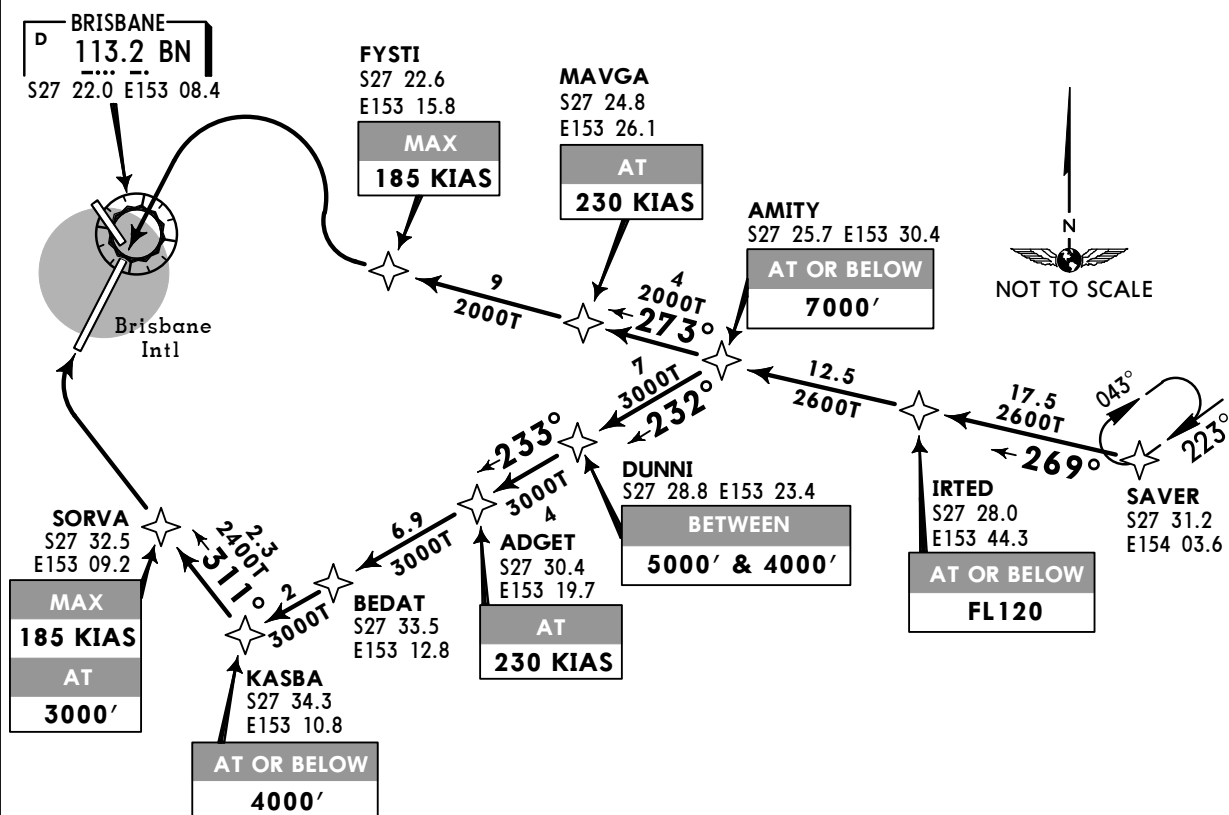 BRISBANE
D 113.2 BN
S27 22.0 E153 08.4
FYSTI
S27 22.6
E153 15.8
MAX
185 KIAS
MAVGA
S27 24.8
E153 26.1
AT
230 KIAS
AMITY
S27 25.7 E153 30.4
AT OR BELOW
7000′
N
NOT TO SCALE
Brisbane
Intl
9
2000T
4
2000T
273°
7
3000T
232°
12.5
2600T
17.5
2600T
269°
043°
223°
233°
3000T
4
DUNNI
S27 28.8 E153 23.4
BETWEEN
5000′ & 4000′
IRTED
S27 28.0
E153 44.3
AT OR BELOW
FL120
SAVER
S27 31.2
E154 03.6
SORVA
S27 32.5
E153 09.2
MAX
185 KIAS
AT
3000′
2.3
2400T
311°
6.9
3000T
2
3000T
ADGET
S27 30.4
E153 19.7
AT
230 KIAS
BEDAT
S27 33.5
E153 12.8
KASBA
S27 34.3
E153 10.8
AT OR BELOW
4000′